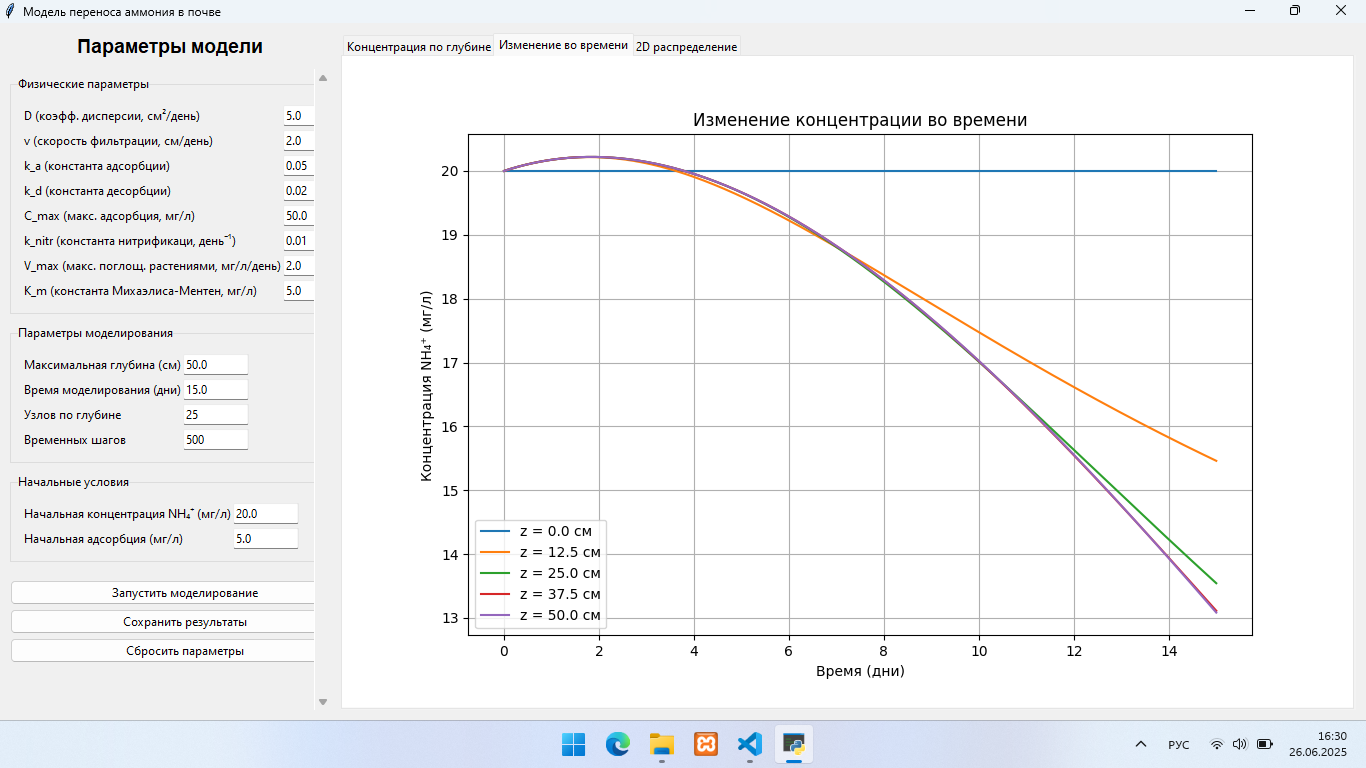 Модель переноса аммония в почве
Параметры модели
Физические параметры
D (коэфф. дисперсии, см²/день) 5.0
v (скорость фильтрации, см/день) 2.0
k_a (константа адсорбции) 0.05
k_d (константа десорбции) 0.02
C_max (макс. адсорбция, мг/л) 50.0
k_nitr (константа нитрификаци, день⁻¹) 0.01
V_max (макс. поглощ. растениями, мг/л/день) 2.0
K_m (константа Михаэлиса-Ментен, мг/л) 5.0
Параметры моделирования
Максимальная глубина (см) 50.0
Время моделирования (дни) 15.0
Узлов по глубине 25
Временных шагов 500
Начальные условия
Начальная концентрация NH₄⁺ (мг/л) 20.0
Начальная адсорбция (мг/л) 5.0
Запустить моделирование
Сохранить результаты
Сбросить параметры
Концентрация по глубине Изменение во времени 2D распределение
Изменение концентрации во времени
Концентрация NH₄⁺ (мг/л)
20
19
18
17
16
15
14
13
z = 0.0 см
z = 12.5 см
z = 25.0 см
z = 37.5 см
z = 50.0 см
0 2 4 6 8 10 12 14
Время (дни)
РУС
16:30
26.06.2025